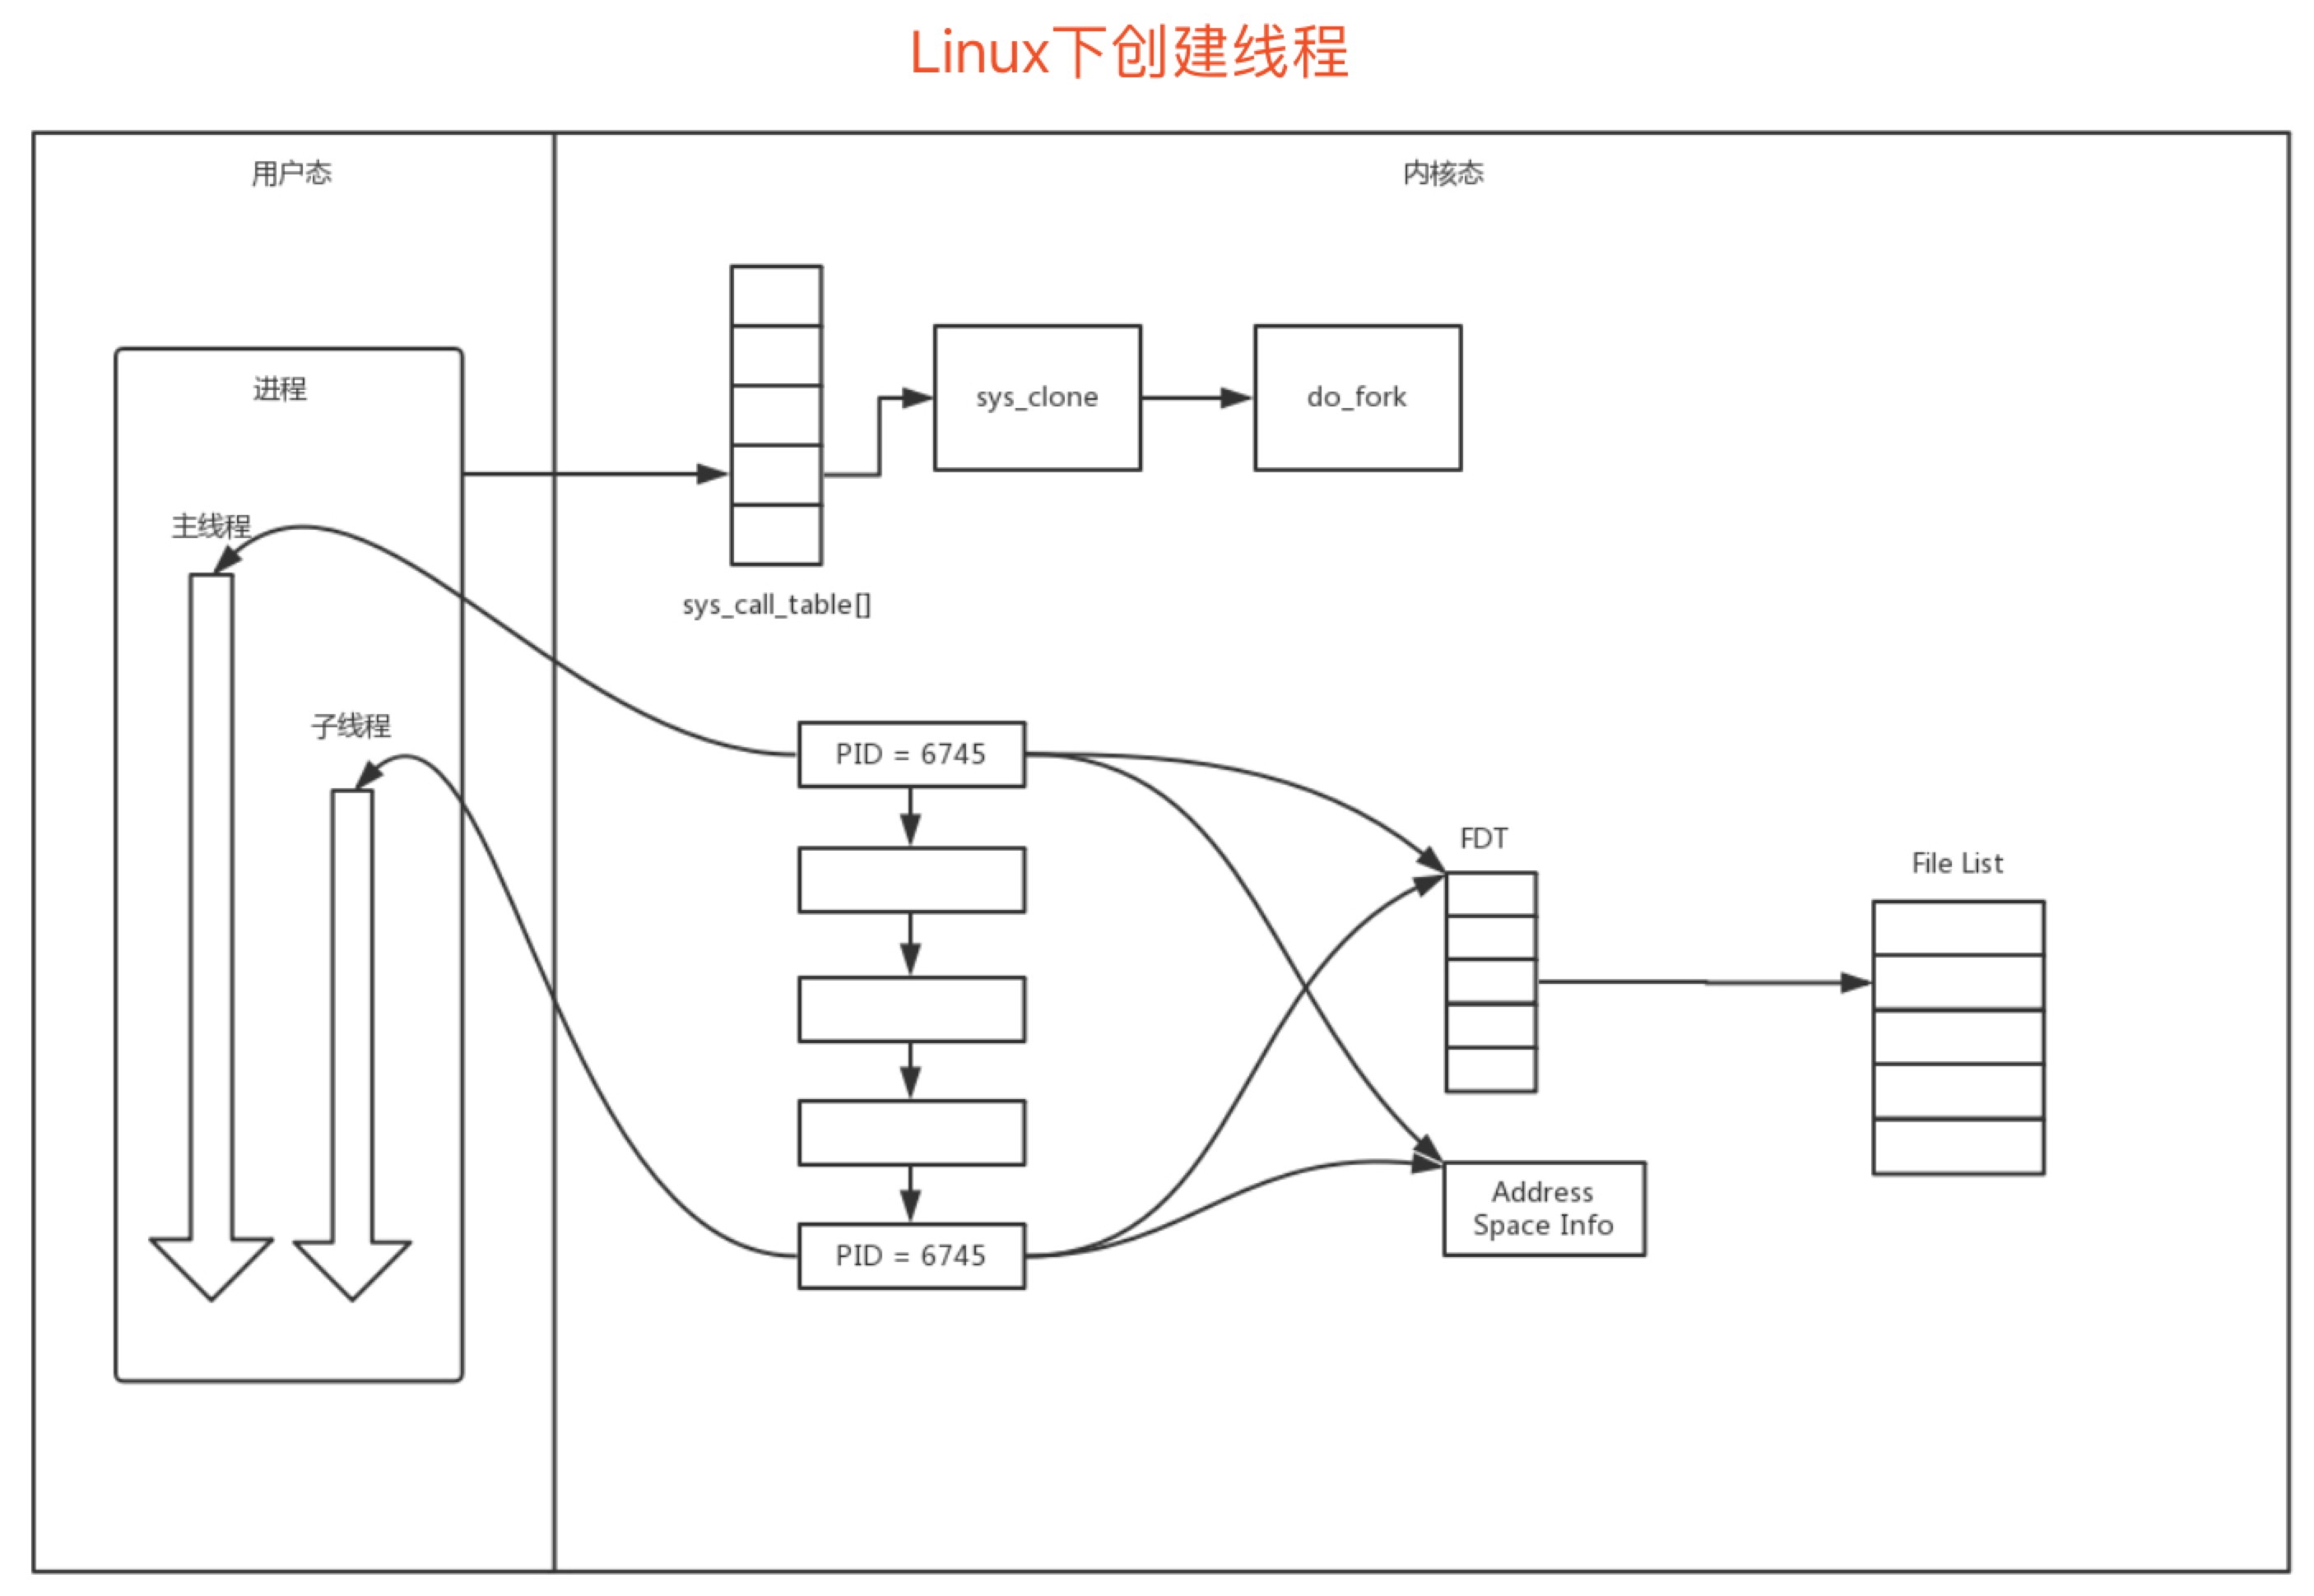 Linux下创建线程
用户态
内核态
进程
sys_clone
do_fork
主线程
sys_call_table[]
子线程
PID = 6745
FDT
File List
Address
Space Info
PID = 6745